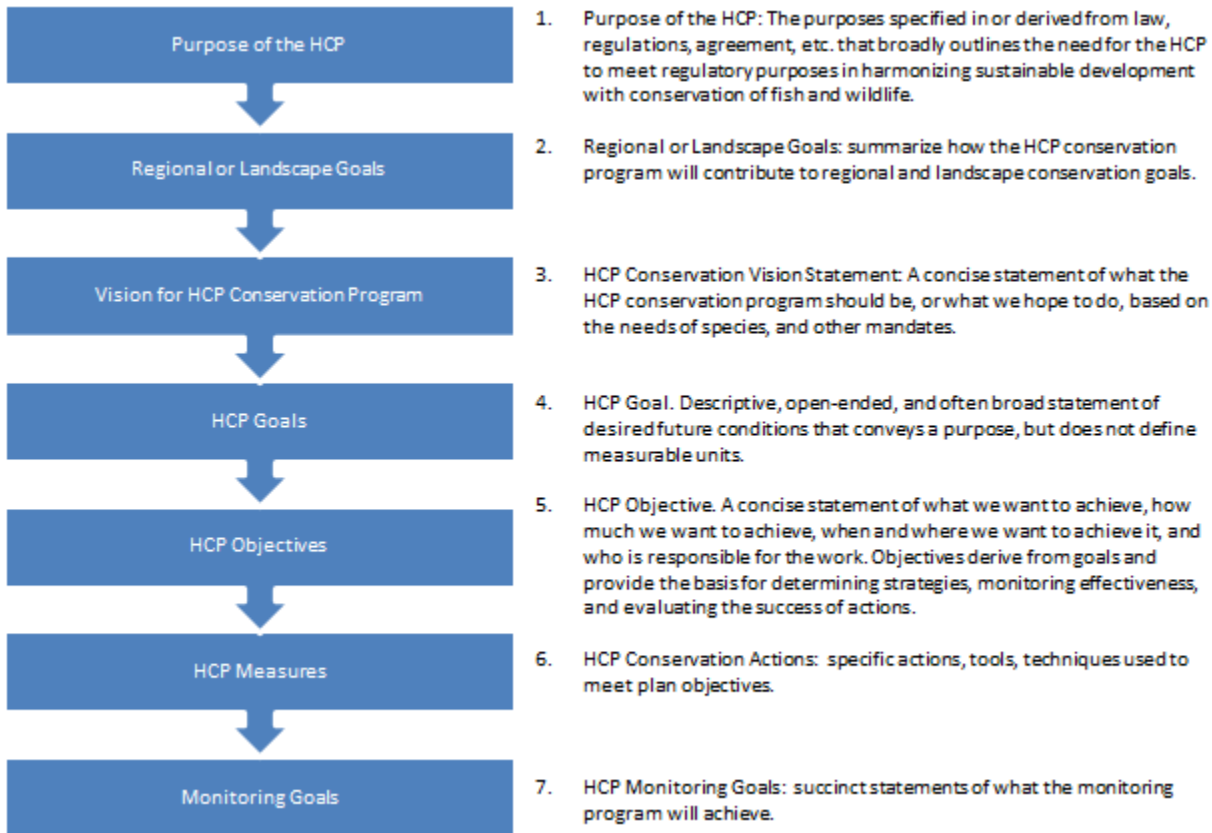 Purpose of the HCP
1. Purpose of the HCP: The purposes specified in or derived from law,
regulations, agreement, etc. that broadly outlines the need for the HCP
to meet regulatory purposes in harmonizing sustainable development
with conservation of fish and wildlife.
Regional or Landscape Goals
2. Regional or Landscape Goals: summarize how the HCP conservation
program will contribute to regional and landscape conservation goals.
Vision for HCP Conservation Program
3. HCP Conservation Vision Statement: A concise statement of what the
HCP conservation program should be, or what we hope to do, based on
the needs of species, and other mandates.
HCP Goals
4. HCP Goal. Descriptive, open-ended, and often broad statement of
desired future conditions that conveys a purpose, but does not define
measurable units.
HCP Objectives
5. HCP Objective. A concise statement of what we want to achieve, how
much we want to achieve, when and where we want to achieve it, and
who is responsible for the work. Objectives derive from goals and
provide the basis for determining strategies, monitoring effectiveness,
and evaluating the success of actions.
HCP Measures
6. HCP Conservation Actions: specific actions, tools, techniques used to
meet plan objectives.
Monitoring Goals
7. HCP Monitoring Goals: succinct statements of what the monitoring
program will achieve.